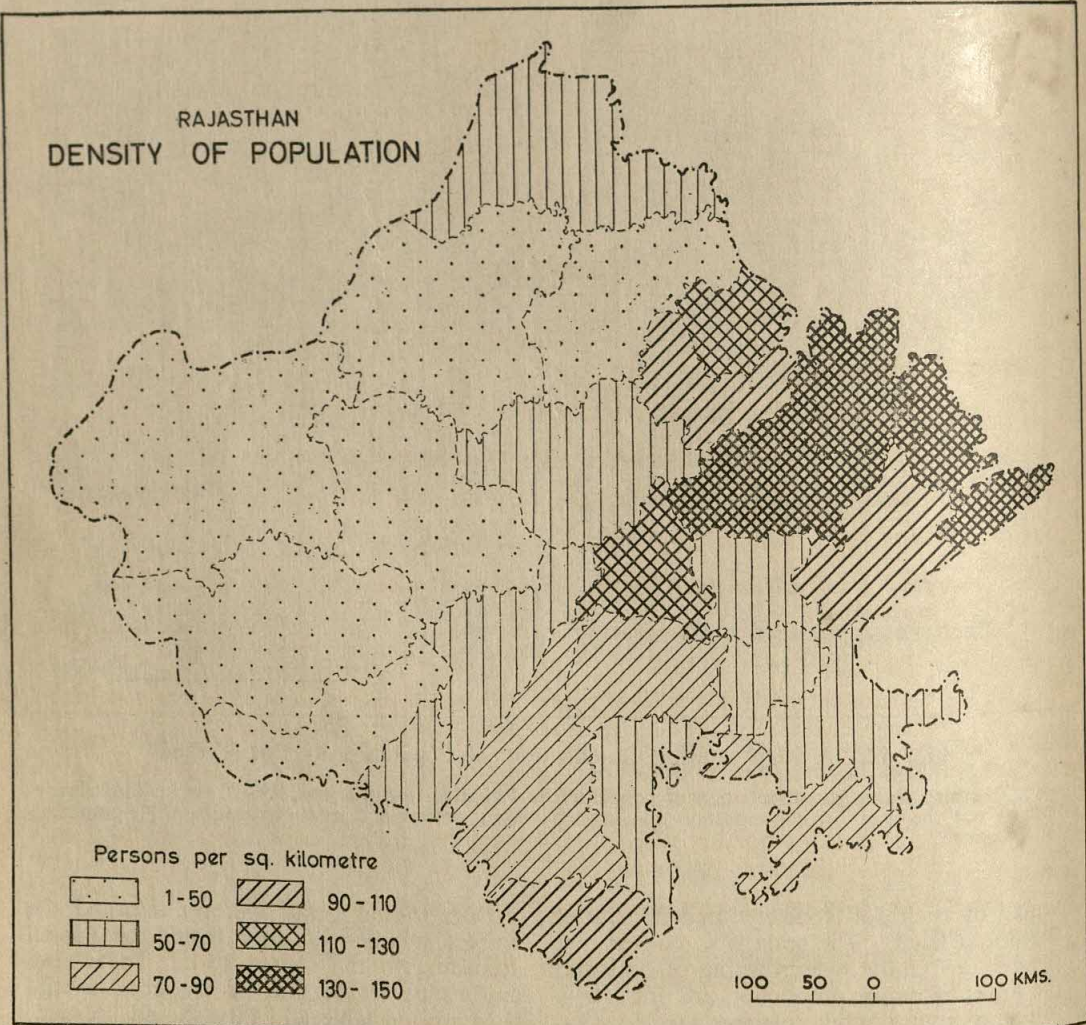 RAJASTHAN
DENSITY OF POPULATION
Persons per sq. kilometre
1-50
90-110
50-70
110-130
70-90
130-150
100 50 0 100 KMS.